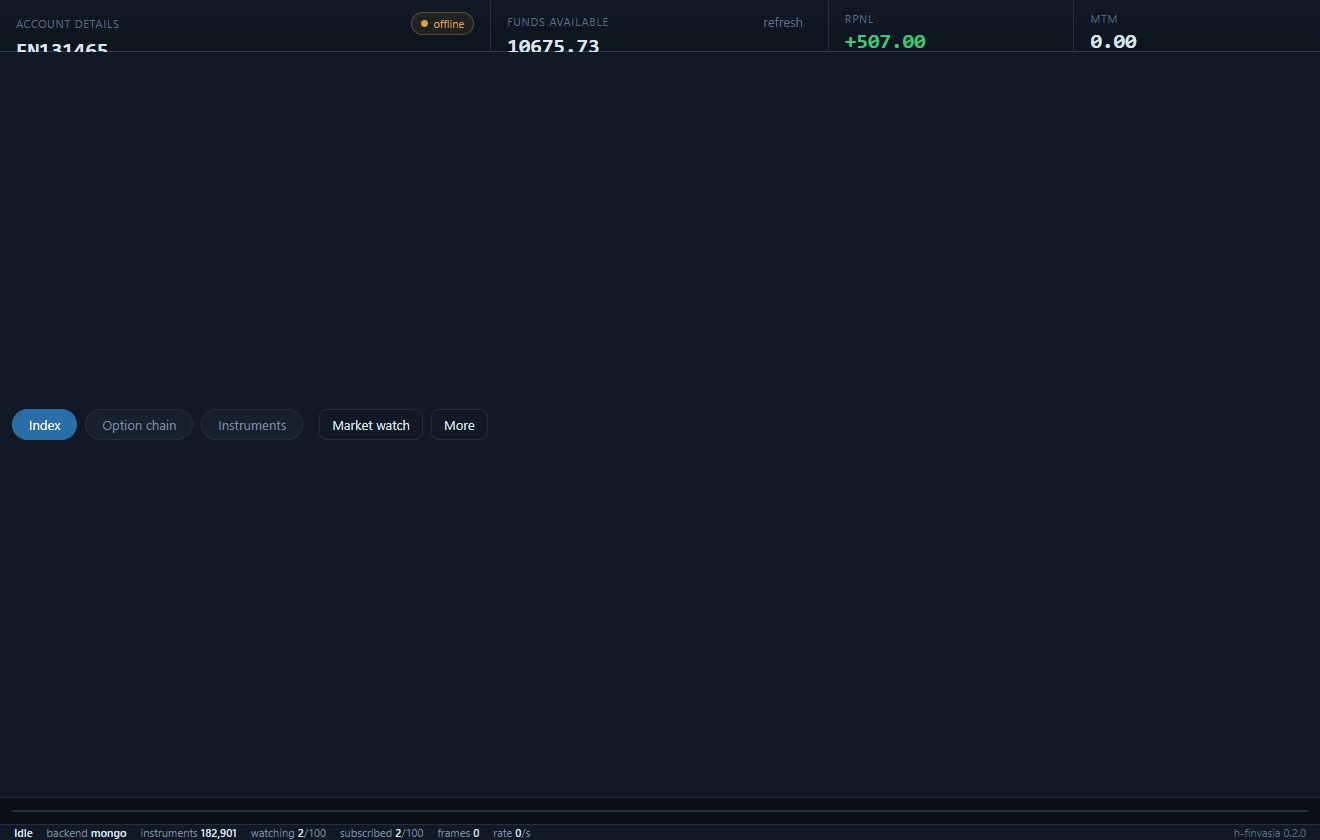 ACCOUNT DETAILS
offline
FUNDS AVAILABLE
refresh
RPNL
MTM
FN131465
10675.73
+507.00
0.00
Index
Option chain
Instruments
Market watch
More
Idle backend mongo instruments 182,901 watching 2/100 subscribed 2/100 frames 0 rate 0/s
h-finvasia 0.2.0